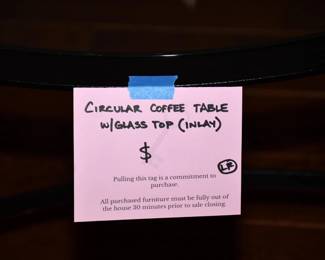 CIRCULAR COFFEE TABLE
W/GLASS TOP (INLAY)
$
LR
Pulling this tag is a commitment to
purchase.
All purchased furniture must be fully out of
the house 30 minutes prior to sale closing.